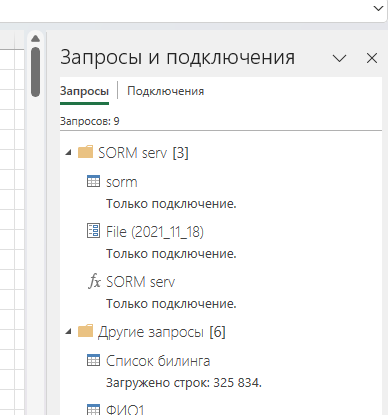 Запросы и подключения
Запросы | Подключения
Запросов: 9
SORM serv [3]
sorm
Только подключение.
File (2021_11_18)
Только подключение.
fx SORM serv
Только подключение.
Другие запросы [6]
Список билинга
Загружено строк: 325 834.
ФИО1